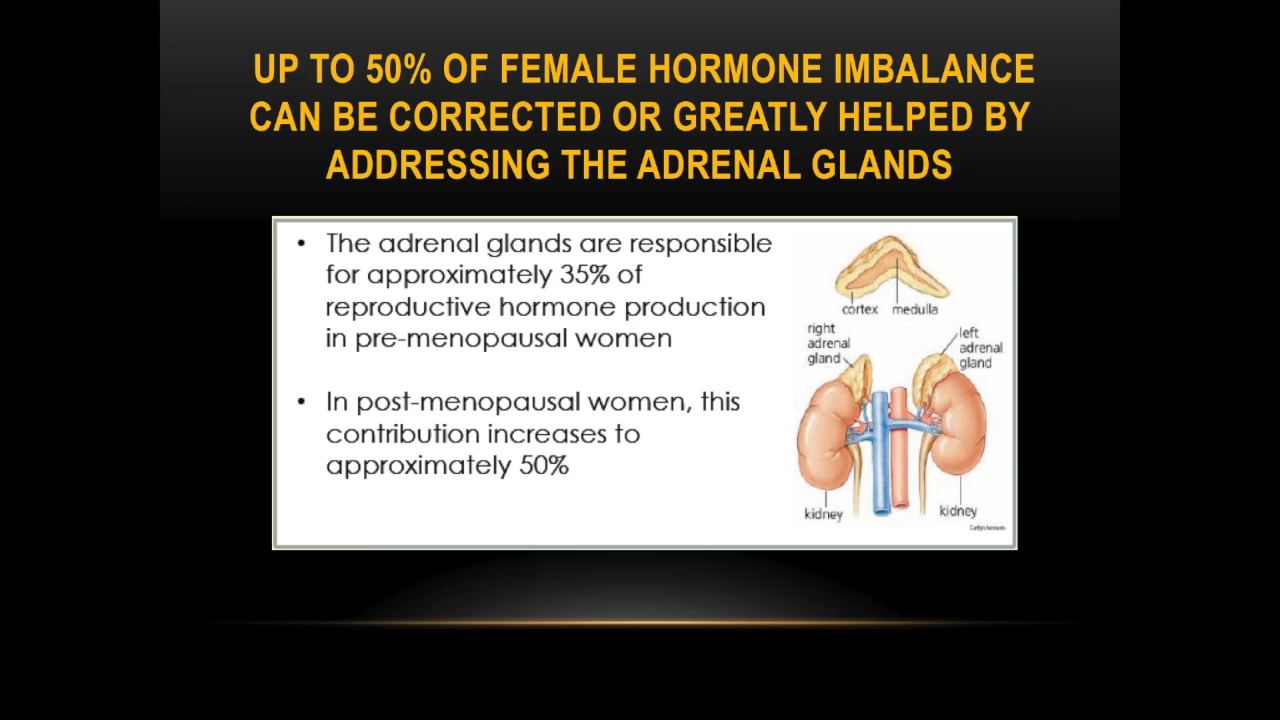 UP TO 50% OF FEMALE HORMONE IMBALANCE
CAN BE CORRECTED OR GREATLY HELPED BY
ADDRESSING THE ADRENAL GLANDS
• The adrenal glands are responsible
for approximately 35% of
reproductive hormone production
in pre-menopausal women
• In post-menopausal women, this
contribution increases to
approximately 50%
cortex medulla
right
adrenal
gland
left
adrenal
gland
kidney
kidney